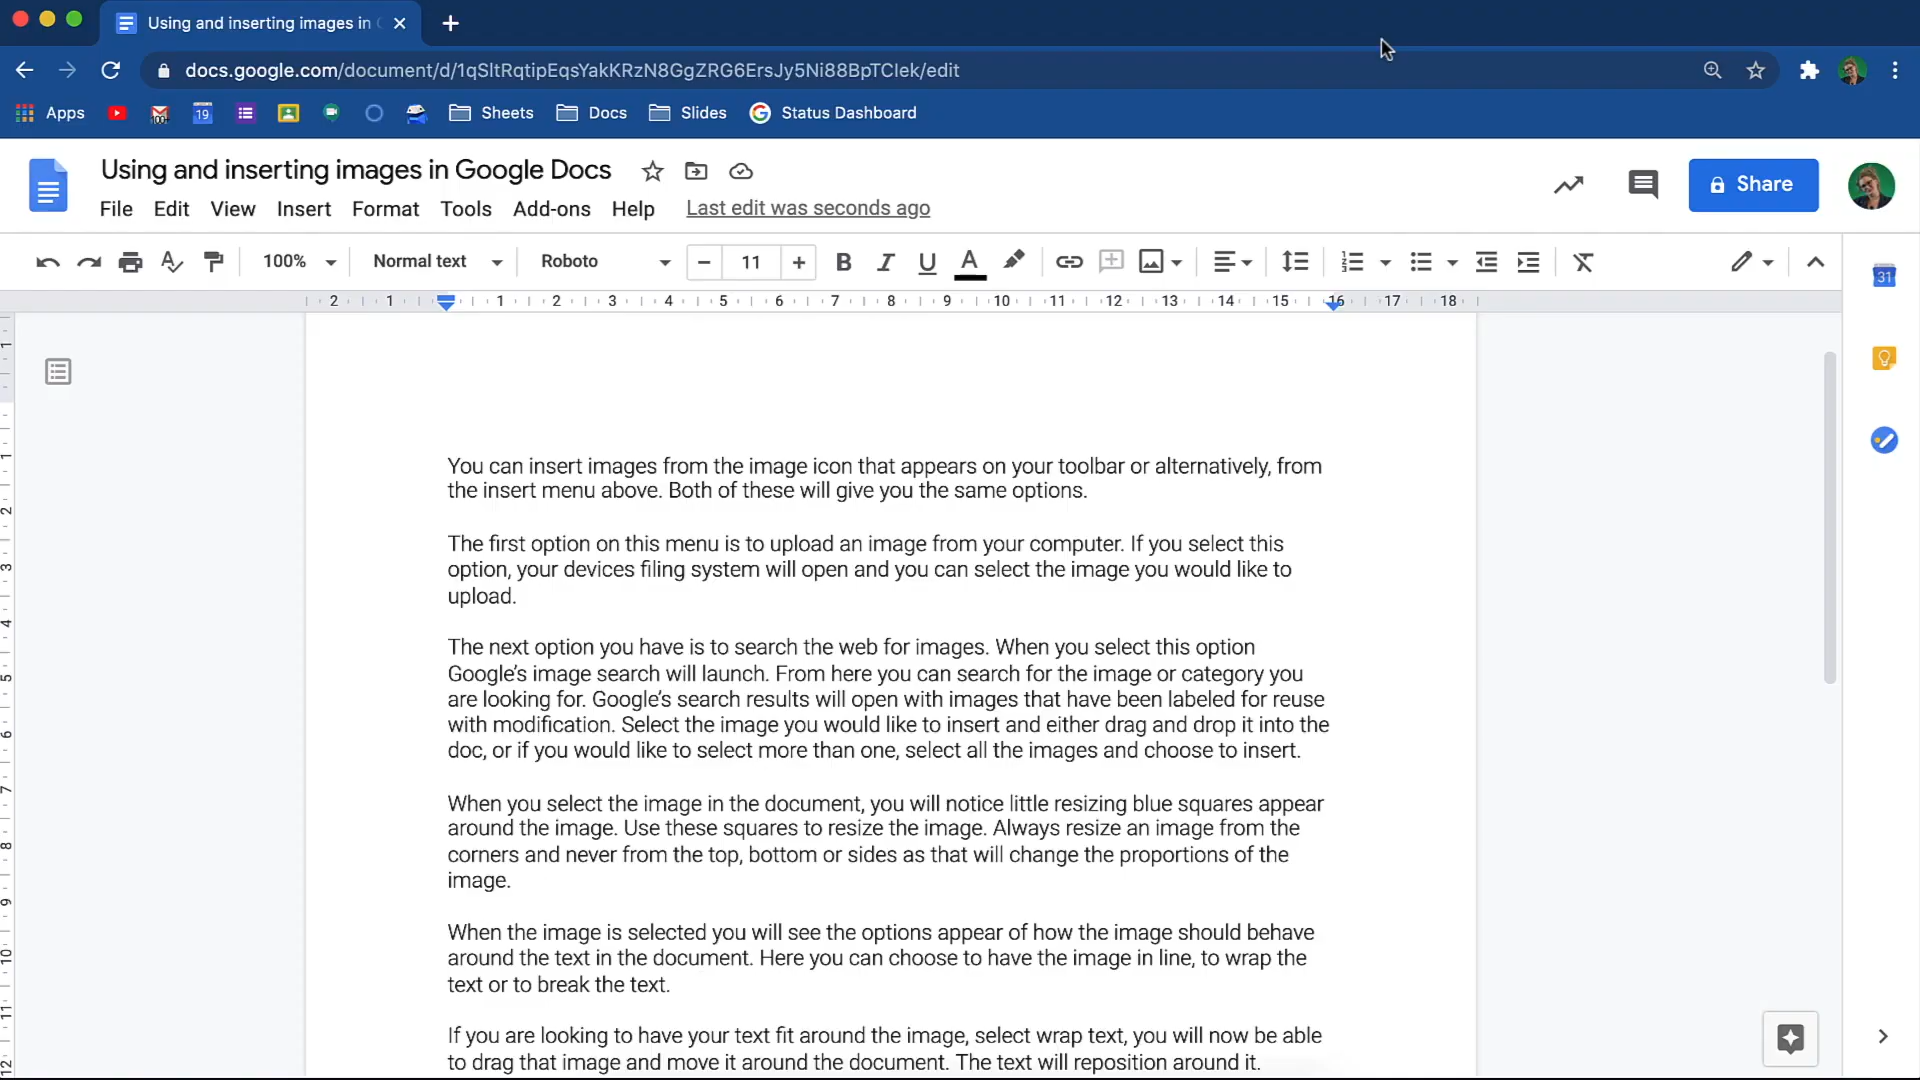 Using and inserting images in
docs.google.com/document/d/1qSltRqtipEqsYakKRzN8GgZRG6ErsJy5Ni88BpTClek/edit
Apps
19
Sheets
Docs
Slides
Status Dashboard
Using and inserting images in Google Docs
File Edit View Insert Format Tools Add-ons Help Last edit was seconds ago
Share
100% Normal text Roboto 11 B I U A
31
2 1 1 2 3 4 5 6 7 8 9 10 11 12 13 14 15 16 17 18
1
1
2
3
4
5
6
7
8
9
10
11
12
You can insert images from the image icon that appears on your toolbar or alternatively, from
the insert menu above. Both of these will give you the same options.
The first option on this menu is to upload an image from your computer. If you select this
option, your devices filing system will open and you can select the image you would like to
upload.
The next option you have is to search the web for images. When you select this option
Google’s image search will launch. From here you can search for the image or category you
are looking for. Google’s search results will open with images that have been labeled for reuse
with modification. Select the image you would like to insert and either drag and drop it into the
doc, or if you would like to select more than one, select all the images and choose to insert.
When you select the image in the document, you will notice little resizing blue squares appear
around the image. Use these squares to resize the image. Always resize an image from the
corners and never from the top, bottom or sides as that will change the proportions of the
image.
When the image is selected you will see the options appear of how the image should behave
around the text in the document. Here you can choose to have the image in line, to wrap the
text or to break the text.
If you are looking to have your text fit around the image, select wrap text, you will now be able
to drag that image and move it around the document. The text will reposition around it.